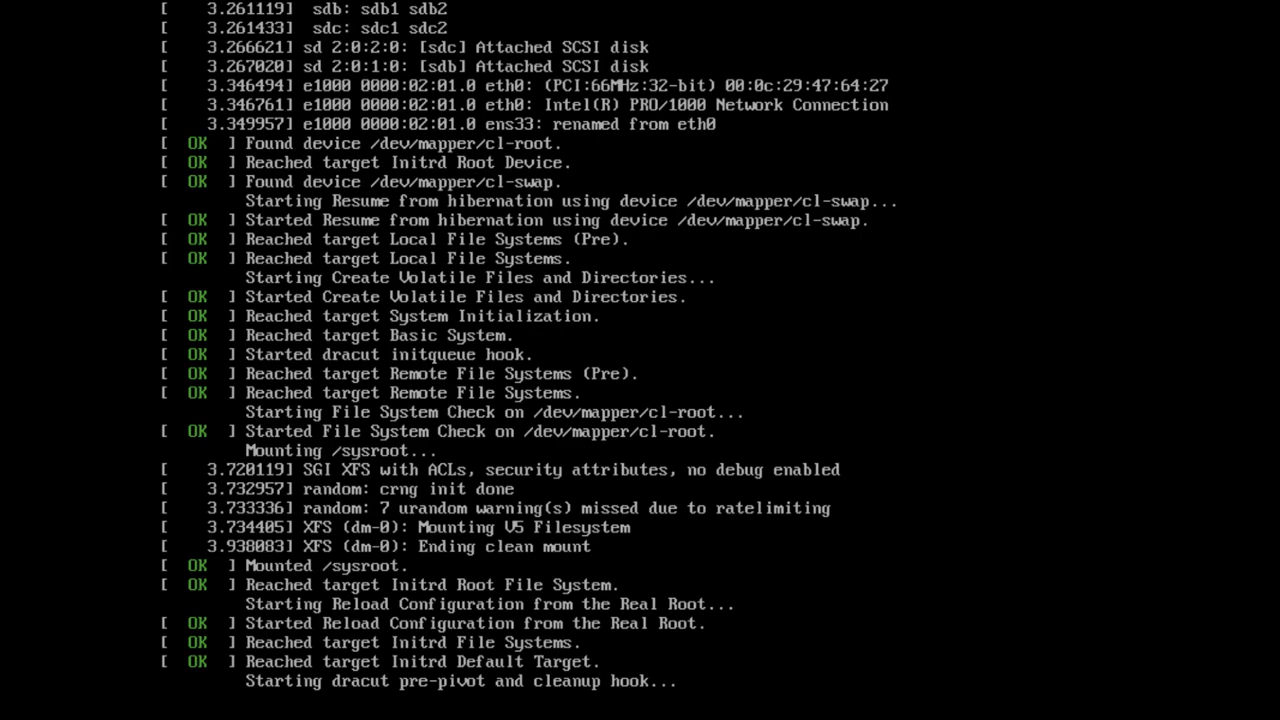 [    3.261119]  sdb: sdb1 sdb2
[    3.261433]  sdc: sdc1 sdc2
[    3.266621] sd 2:0:2:0: [sdc] Attached SCSI disk
[    3.267020] sd 2:0:1:0: [sdb] Attached SCSI disk
[    3.346494] e1000 0000:02:01.0 eth0: (PCI:66MHz:32-bit) 00:0c:29:47:64:27
[    3.346761] e1000 0000:02:01.0 eth0: Intel(R) PRO/1000 Network Connection
[    3.349957] e1000 0000:02:01.0 ens33: renamed from eth0
[  OK  ] Found device /dev/mapper/cl-root.
[  OK  ] Reached target Initrd Root Device.
[  OK  ] Found device /dev/mapper/cl-swap.
         Starting Resume from hibernation using device /dev/mapper/cl-swap...
[  OK  ] Started Resume from hibernation using device /dev/mapper/cl-swap.
[  OK  ] Reached target Local File Systems (Pre).
[  OK  ] Reached target Local File Systems.
         Starting Create Volatile Files and Directories...
[  OK  ] Started Create Volatile Files and Directories.
[  OK  ] Reached target System Initialization.
[  OK  ] Reached target Basic System.
[  OK  ] Started dracut initqueue hook.
[  OK  ] Reached target Remote File Systems (Pre).
[  OK  ] Reached target Remote File Systems.
         Starting File System Check on /dev/mapper/cl-root...
[  OK  ] Started File System Check on /dev/mapper/cl-root.
         Mounting /sysroot...
[    3.720119] SGI XFS with ACLs, security attributes, no debug enabled
[    3.732957] random: crng init done
[    3.733336] random: 7 urandom warning(s) missed due to ratelimiting
[    3.734405] XFS (dm-0): Mounting V5 Filesystem
[    3.938083] XFS (dm-0): Ending clean mount
[  OK  ] Mounted /sysroot.
[  OK  ] Reached target Initrd Root File System.
         Starting Reload Configuration from the Real Root...
[  OK  ] Started Reload Configuration from the Real Root.
[  OK  ] Reached target Initrd File Systems.
[  OK  ] Reached target Initrd Default Target.
         Starting dracut pre-pivot and cleanup hook...